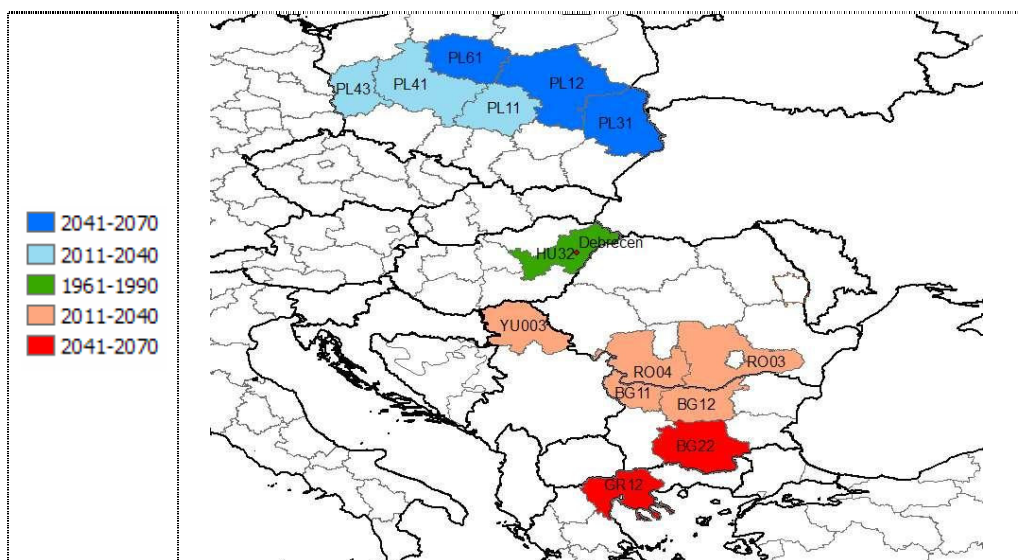 2041-2070
2011-2040
1961-1990
2011-2040
2041-2070
PL61
PL43
PL41
PL12
PL11
PL31
Debrecen
HU32
YU003
RO04
RO03
BG11
BG12
BG22
GR12